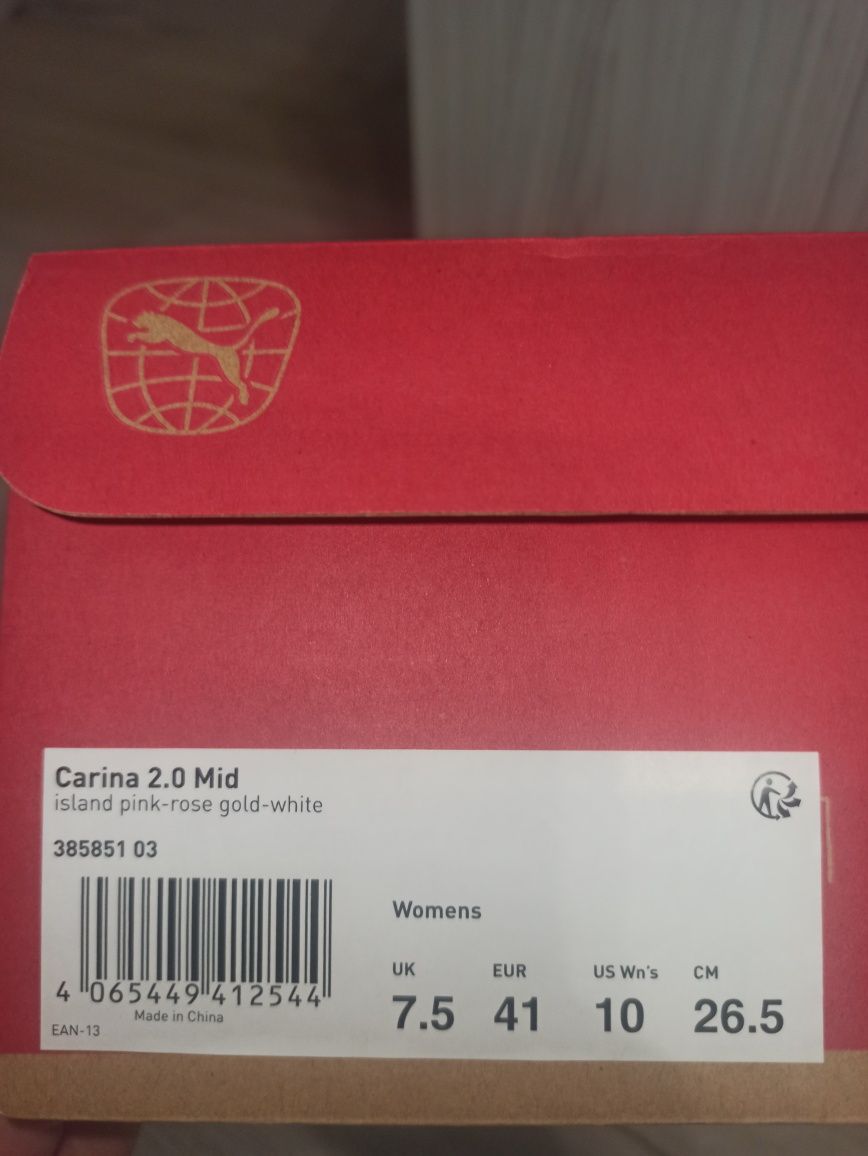 Carina 2.0 Mid
island pink-rose gold-white
385851 03
4 065449 412544
Made in China
EAN-13
Womens
UK EUR US Wn's CM
7.5 41 10 26.5